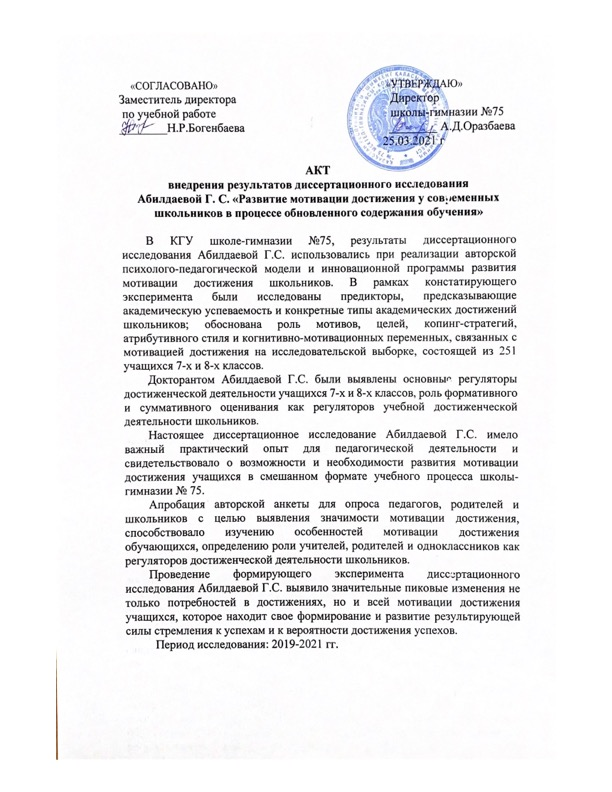 «СОГЛАСОВАНО»
Заместитель директора
по учебной работе
Н.Р.Богенбаева
«УТВЕРЖДАЮ»
Директор
школы-гимназии №75
А.Д.Оразбаева
25.03.2021 г
АКТ
внедрения результатов диссертационного исследования
Абилдаевой Г. С. «Развитие мотивации достижения у современных
школьников в процессе обновленного содержания обучения»
В КГУ школе-гимназии №75, результаты диссертационного
исследования Абилдаевой Г.С. использовались при реализации авторской
психолого-педагогической модели и инновационной программы развития
мотивации достижения школьников. В рамках констатирующего
эксперимента были исследованы предикторы, предсказывающие
академическую успеваемость и конкретные типы академических достижений
школьников; обоснована роль мотивов, целей, копинг-стратегий,
атрибутивного стиля и когнитивно-мотивационных переменных, связанных с
мотивацией достижения на исследовательской выборке, состоящей из 251
учащихся 7-х и 8-х классов.
Докторантом Абилдаевой Г.С. были выявлены основные регуляторы
достиженческой деятельности учащихся 7-х и 8-х классов, роль формативного
и суммативного оценивания как регуляторов учебной достиженческой
деятельности школьников.
Настоящее диссертационное исследование Абилдаевой Г.С. имело
важный практический опыт для педагогической деятельности и
свидетельствовало о возможности и необходимости развития мотивации
достижения учащихся в смешанном формате учебного процесса школы-
гимназии № 75.
Апробация авторской анкеты для опроса педагогов, родителей и
школьников с целью выявления значимости мотивации достижения,
способствовало изучению особенностей мотивации достижения
обучающихся, определению роли учителей, родителей и одноклассников как
регуляторов достиженческой деятельности школьников.
Проведение формирующего эксперимента диссертационного
исследования Абилдаевой Г.С. выявило значительные пиковые изменения не
только потребностей в достижениях, но и всей мотивации достижения
учащихся, которое находит свое формирование и развитие результирующей
силы стремления к успехам и к вероятности достижения успехов.
Период исследования: 2019-2021 гг.